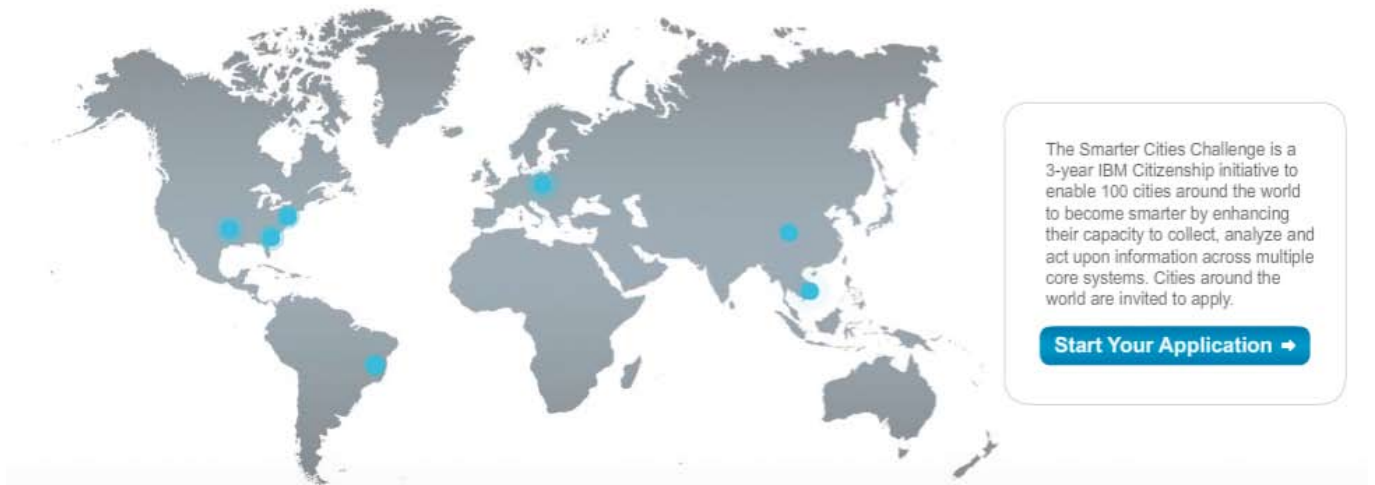 The Smarter Cities Challenge is a
3-year IBM Citizenship initiative to
enable 100 cities around the world
to become smarter by enhancing
their capacity to collect, analyze and
act upon information across multiple
core systems. Cities around the
world are invited to apply.
Start Your Application →